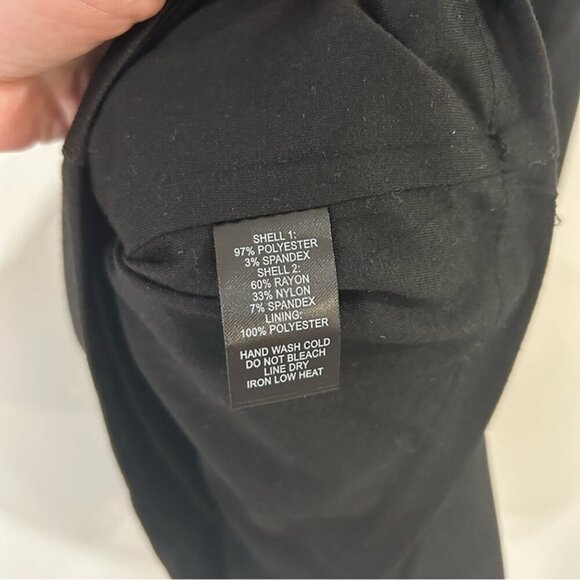 SHELL 1:
97% POLYESTER
3% SPANDEX
SHELL 2:
60% RAYON
33% NYLON
7% SPANDEX
LINING:
100% POLYESTER
HAND WASH COLD
DO NOT BLEACH
LINE DRY
IRON LOW HEAT